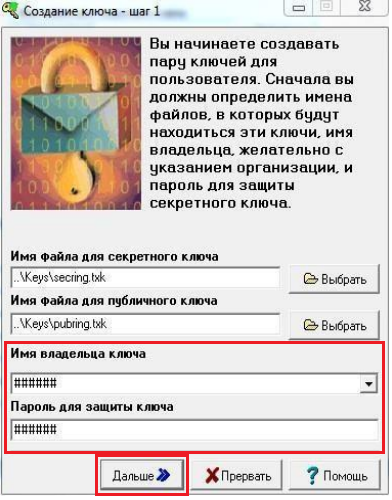 Создание ключа - шаг 1
Вы начинаете создавать
пару ключей для
пользователя. Сначала вы
должны определить имена
файлов, в которых будут
находиться эти ключи, имя
владельца, желательно с
указанием организации, и
пароль для защиты
секретного ключа.
Имя файла для секретного ключа
..\Keys\secring.txk
Выбрать
Имя файла для публичного ключа
..\Keys\pubring.txk
Выбрать
Имя владельца ключа
######
Пароль для защиты ключа
######
Дальше
Прервать
Помощь